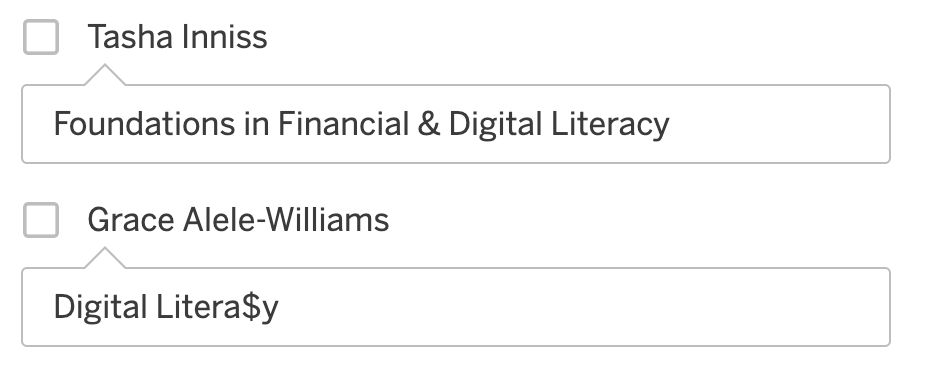 Tasha Inniss
Foundations in Financial & Digital Literacy
Grace Alele-Williams
Digital Litera$y